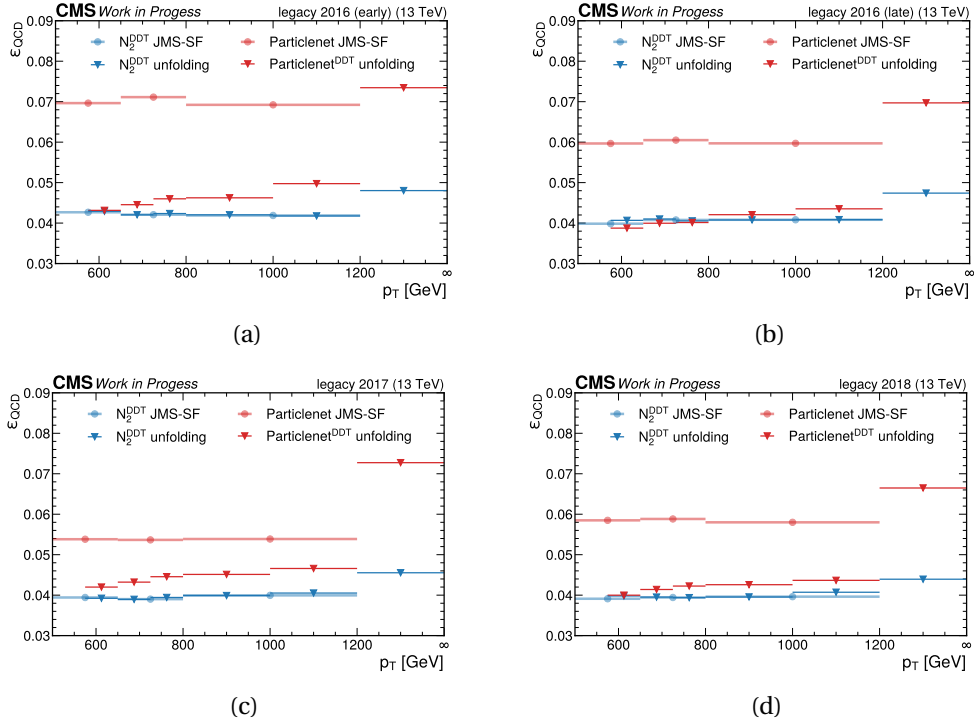 CMS Work in Progess legacy 2016 (early) (13 TeV)
ε_QCD
0.09
0.08
0.07
0.06
0.05
0.04
0.03
N₂^DDT JMS-SF
N₂^DDT unfolding
Particlenet JMS-SF
Particlenet^DDT unfolding
600 800 1000 1200 ∞
p_T [GeV]
(a)
CMS Work in Progess legacy 2016 (late) (13 TeV)
ε_QCD
0.09
0.08
0.07
0.06
0.05
0.04
0.03
N₂^DDT JMS-SF
N₂^DDT unfolding
Particlenet JMS-SF
Particlenet^DDT unfolding
600 800 1000 1200 ∞
p_T [GeV]
(b)
CMS Work in Progess legacy 2017 (13 TeV)
ε_QCD
0.09
0.08
0.07
0.06
0.05
0.04
0.03
N₂^DDT JMS-SF
N₂^DDT unfolding
Particlenet JMS-SF
Particlenet^DDT unfolding
600 800 1000 1200 ∞
p_T [GeV]
(c)
CMS Work in Progess legacy 2018 (13 TeV)
ε_QCD
0.09
0.08
0.07
0.06
0.05
0.04
0.03
N₂^DDT JMS-SF
N₂^DDT unfolding
Particlenet JMS-SF
Particlenet^DDT unfolding
600 800 1000 1200 ∞
p_T [GeV]
(d)